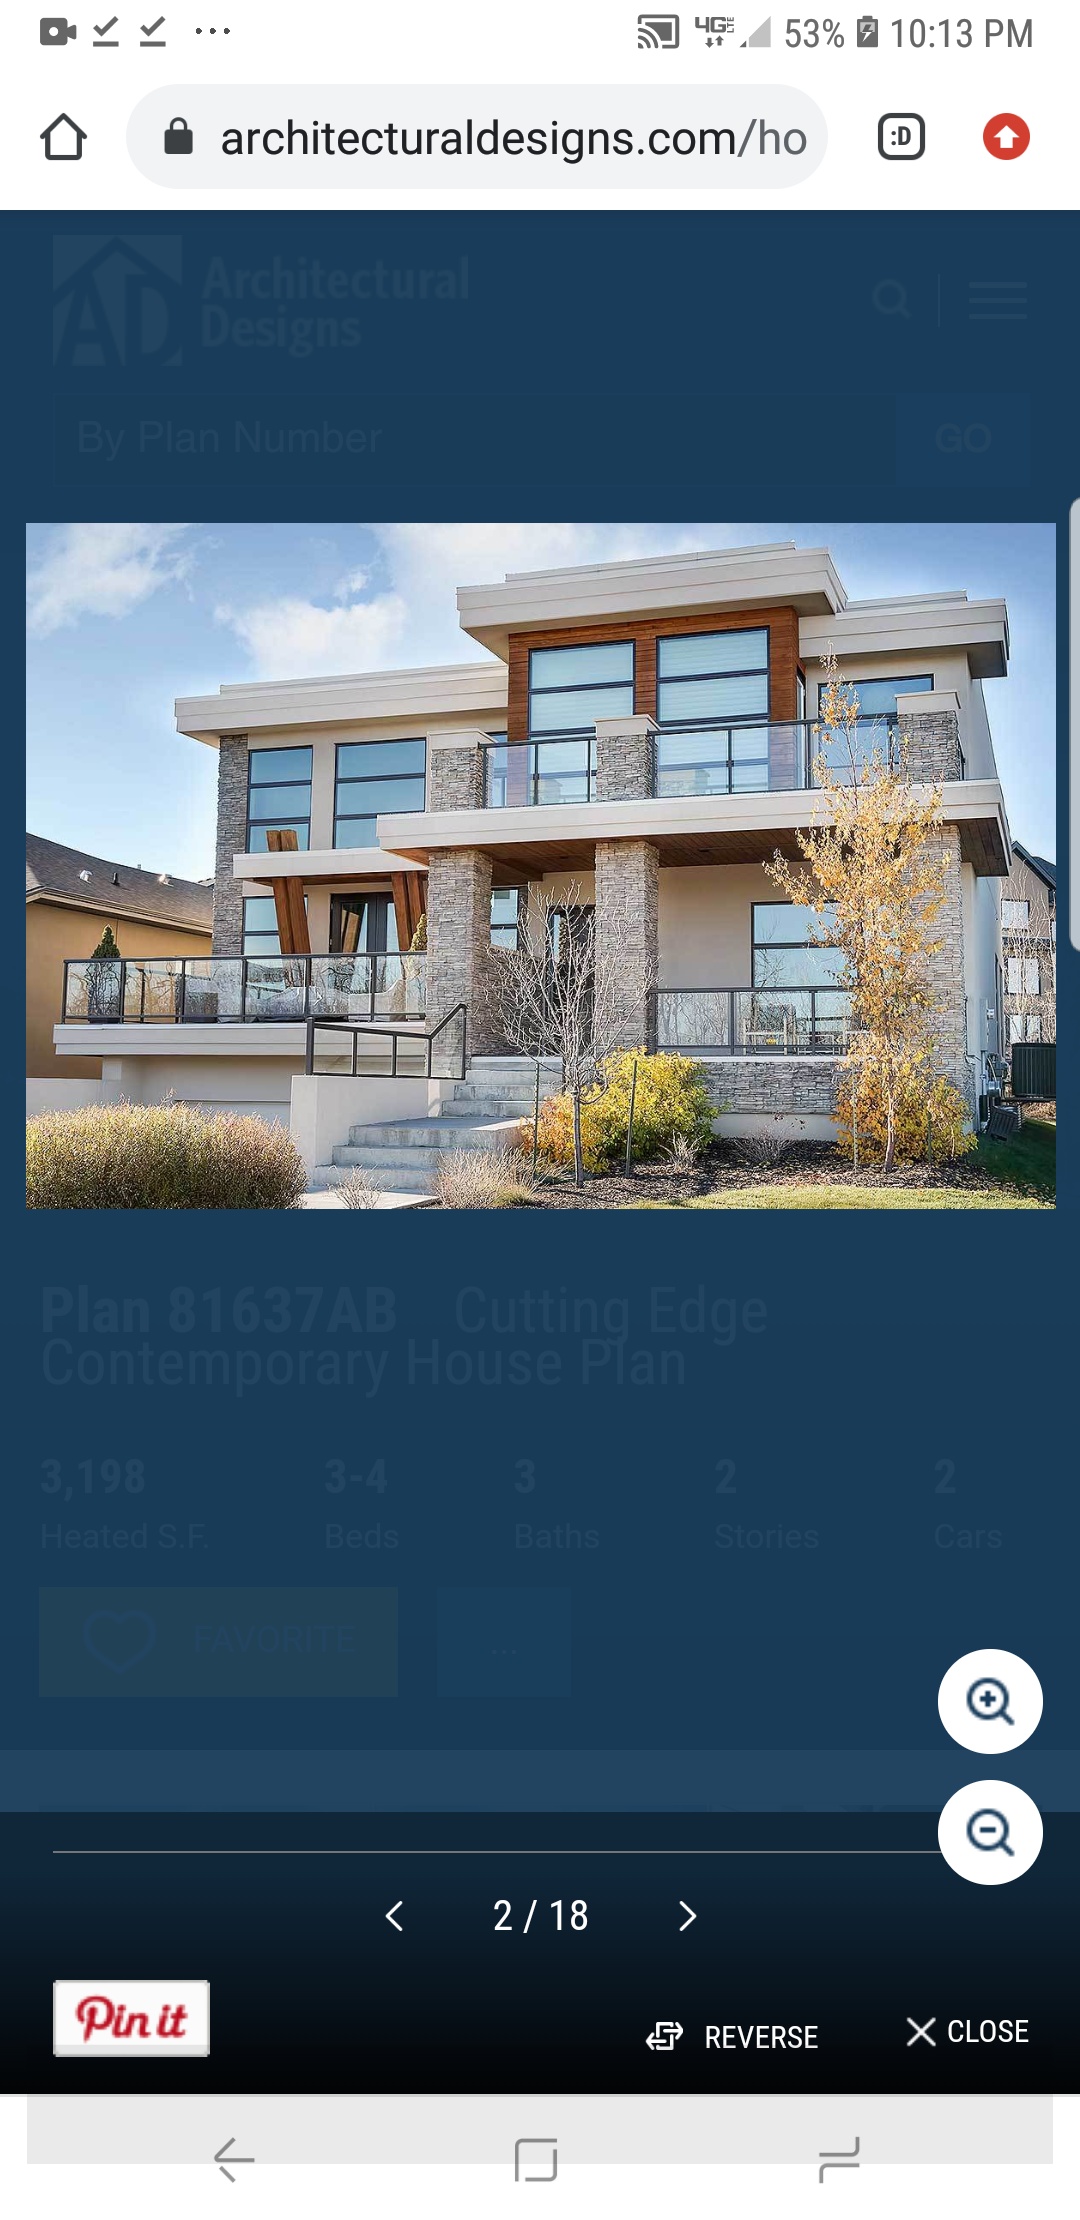 4G LTE 53% 10:13 PM
architecturaldesigns.com/ho
:D
Architectural
Designs
AD
By Plan Number GO
Plan 81637AB Cutting Edge
Contemporary House Plan
3,198 3-4 3 2 2
Heated S.F. Beds Baths Stories Cars
FAVORITE ...
2 / 18
Pin it REVERSE CLOSE